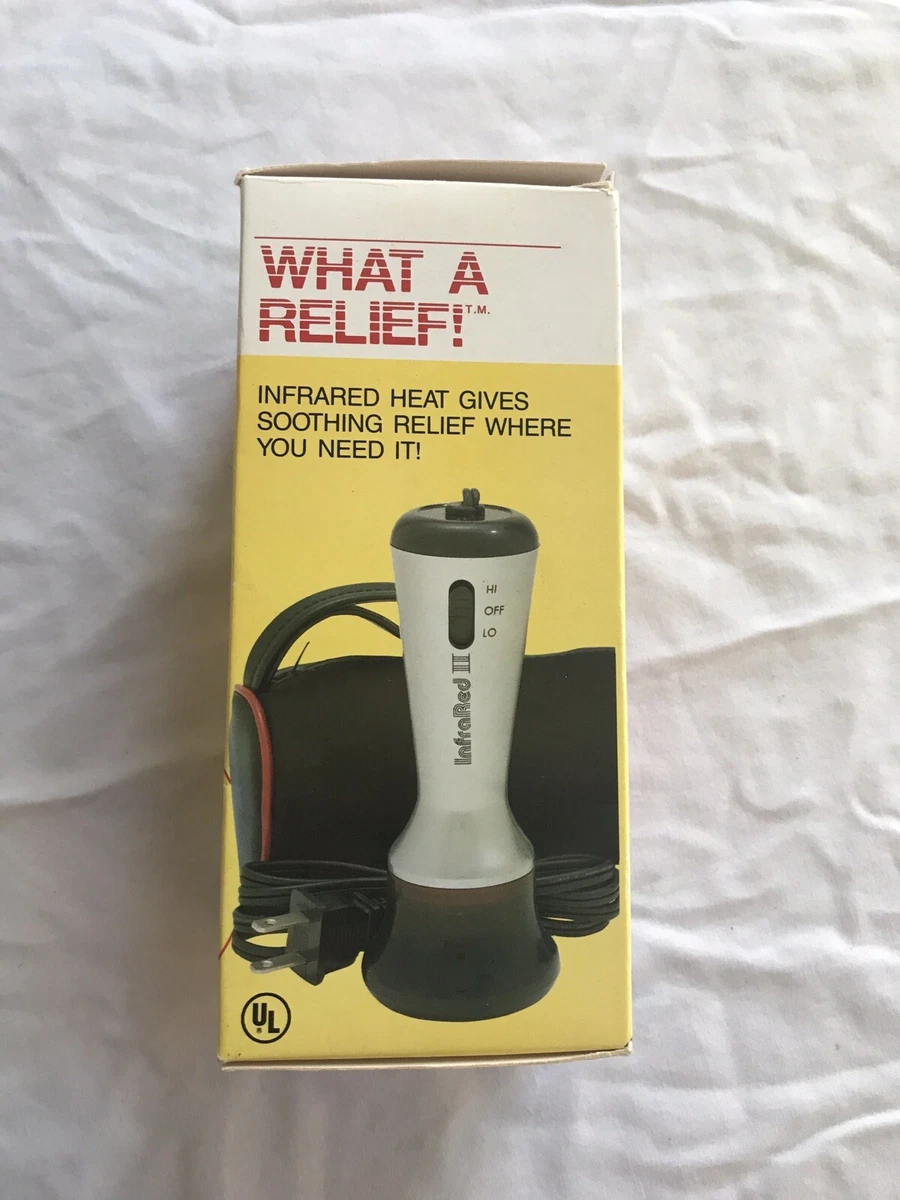 WHAT A
RELIEF! T.M.
INFRARED HEAT GIVES
SOOTHING RELIEF WHERE
YOU NEED IT!
HI
OFF
LO
InfraRed II
UL
®